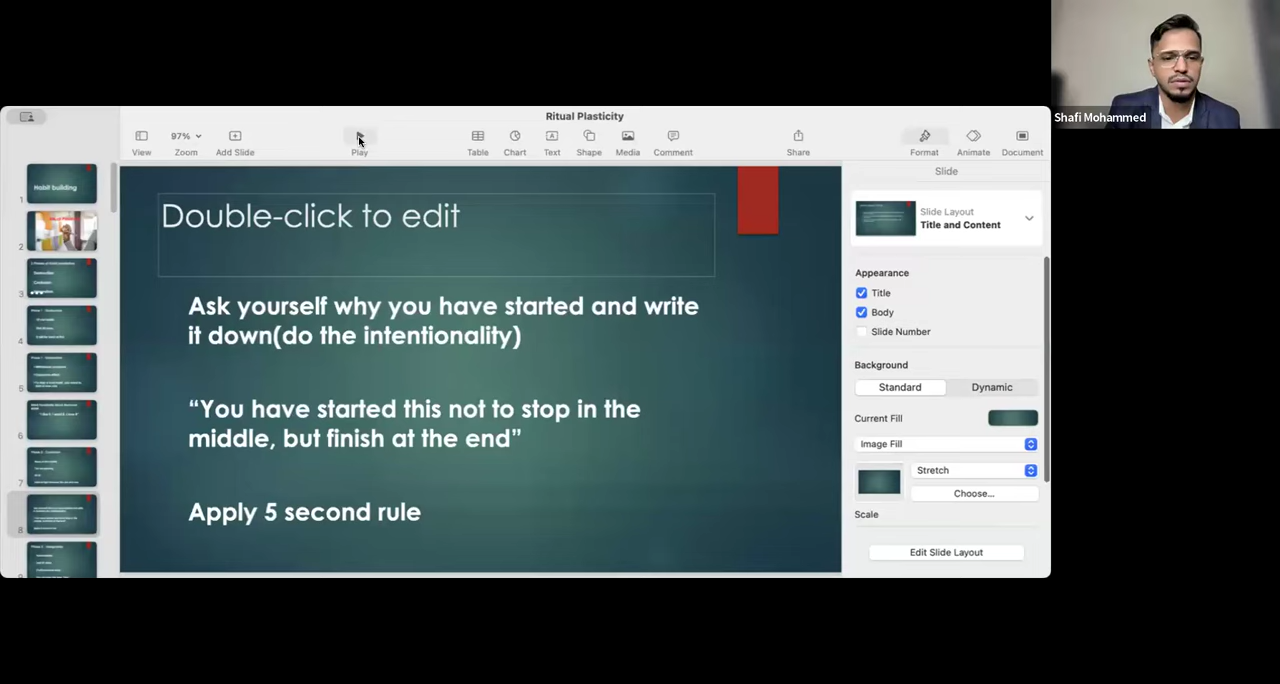 Ritual Plasticity
View
97%
Zoom
Add Slide
Play
Table
Chart
Text
Shape
Media
Comment
Share
Format
Animate
Document
Shafi Mohammed
1
Habit building
2
3
4
5
6
7
8
Double-click to edit
Ask yourself why you have started and write
it down(do the intentionality)
“You have started this not to stop in the
middle, but finish at the end”
Apply 5 second rule
Slide
Slide Layout
Title and Content
Appearance
Title
Body
Slide Number
Background
Standard
Dynamic
Current Fill
Image Fill
Stretch
Choose...
Scale
Edit Slide Layout